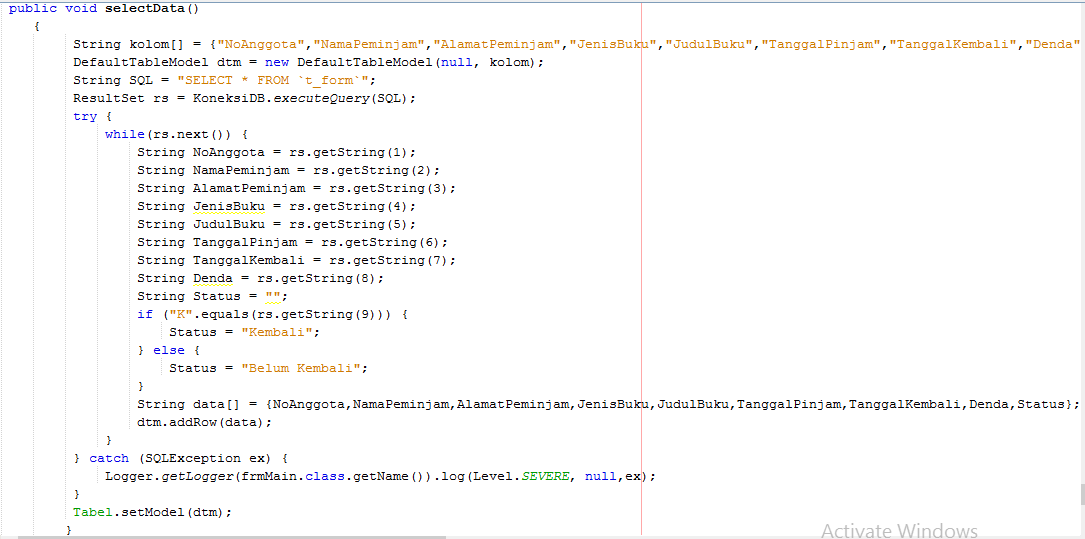 public void selectData()
{
String kolom[] = {"NoAnggota","NamaPeminjam","AlamatPeminjam","JenisBuku","JudulBuku","TanggalPinjam","TanggalKembali","Denda"
DefaultTableModel dtm = new DefaultTableModel(null, kolom);
String SQL = "SELECT * FROM `t_form`";
ResultSet rs = KoneksiDB.executeQuery(SQL);
try {
while(rs.next()) {
String NoAnggota = rs.getString(1);
String NamaPeminjam = rs.getString(2);
String AlamatPeminjam = rs.getString(3);
String JenisBuku = rs.getString(4);
String JudulBuku = rs.getString(5);
String TanggalPinjam = rs.getString(6);
String TanggalKembali = rs.getString(7);
String Denda = rs.getString(8);
String Status = "";
if ("K".equals(rs.getString(9))) {
Status = "Kembali";
} else {
Status = "Belum Kembali";
}
String data[] = {NoAnggota,NamaPeminjam,AlamatPeminjam,JenisBuku,JudulBuku,TanggalPinjam,TanggalKembali,Denda,Status};
dtm.addRow(data);
}
} catch (SQLException ex) {
Logger.getLogger(frmMain.class.getName()).log(Level.SEVERE, null,ex);
}
Tabel.setModel(dtm);
}
Activate Windows